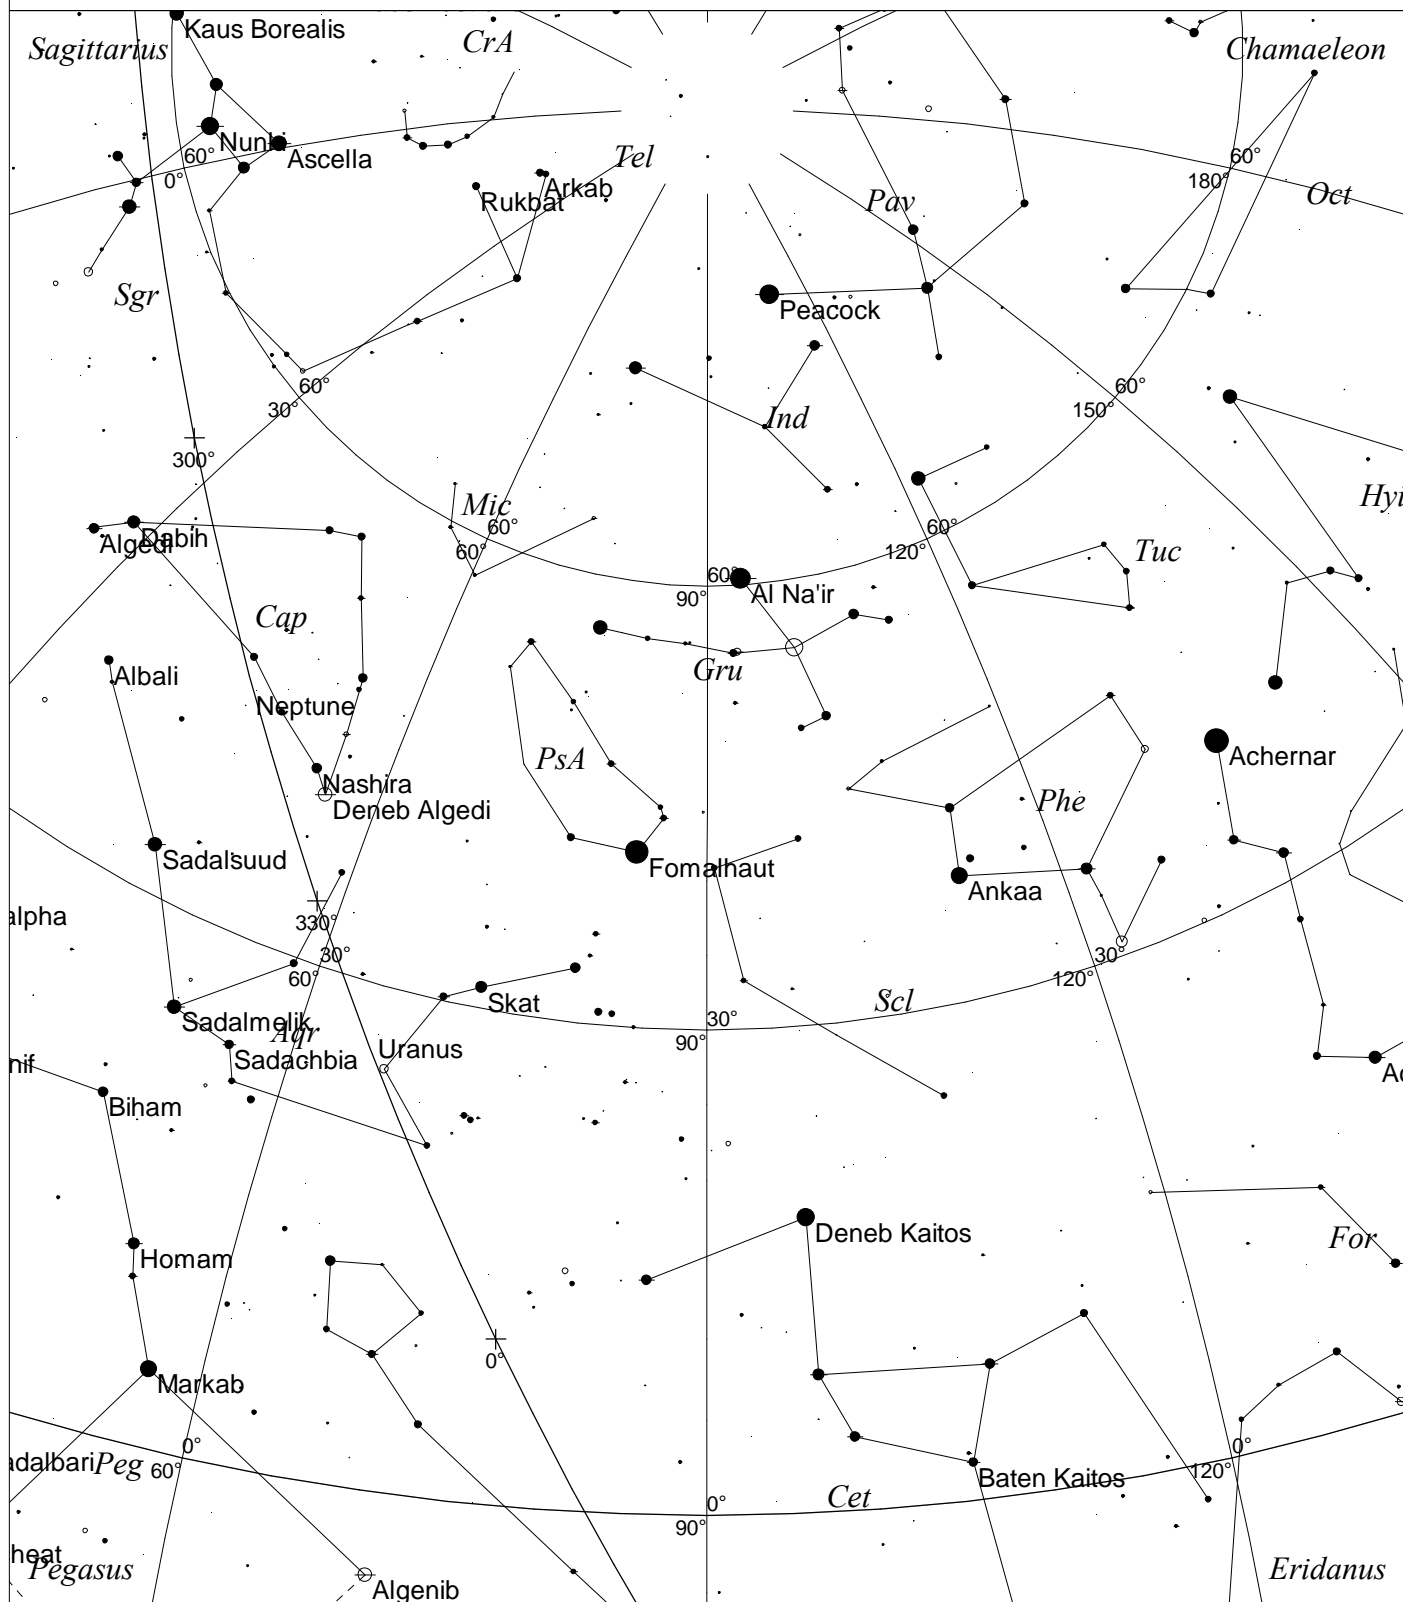 Kaus Borealis
Sagittarius
CrA
Chamaeleon
Nunki
60°
0°
Ascella
Tel
60°
180°
Oct
Arkab
Rukbat
Pav
Sgr
Peacock
60°
30°
60°
150°
Ind
300°
Mic
60°
60°
60°
120°
Dabih
Algedi
Tuc
60°
90°
Al Na'ir
Cap
Albali
Gru
Neptune
PsA
Achernar
Nashira
Deneb Algedi
Phe
Sadalsuud
Fomalhaut
Ankaa
alpha
330°
30°
60°
30°
120°
Skat
Scl
Sadalmelik
30°
90°
Aqr
Sadachbia
Uranus
nif
Biham
Deneb Kaitos
For
Homam
0°
Markab
0°
60°
0°
120°
adalbari
Peg
Baten Kaitos
Cet
0°
90°
heat
Pegasus
Algenib
Eridanus
Hyi
Ac